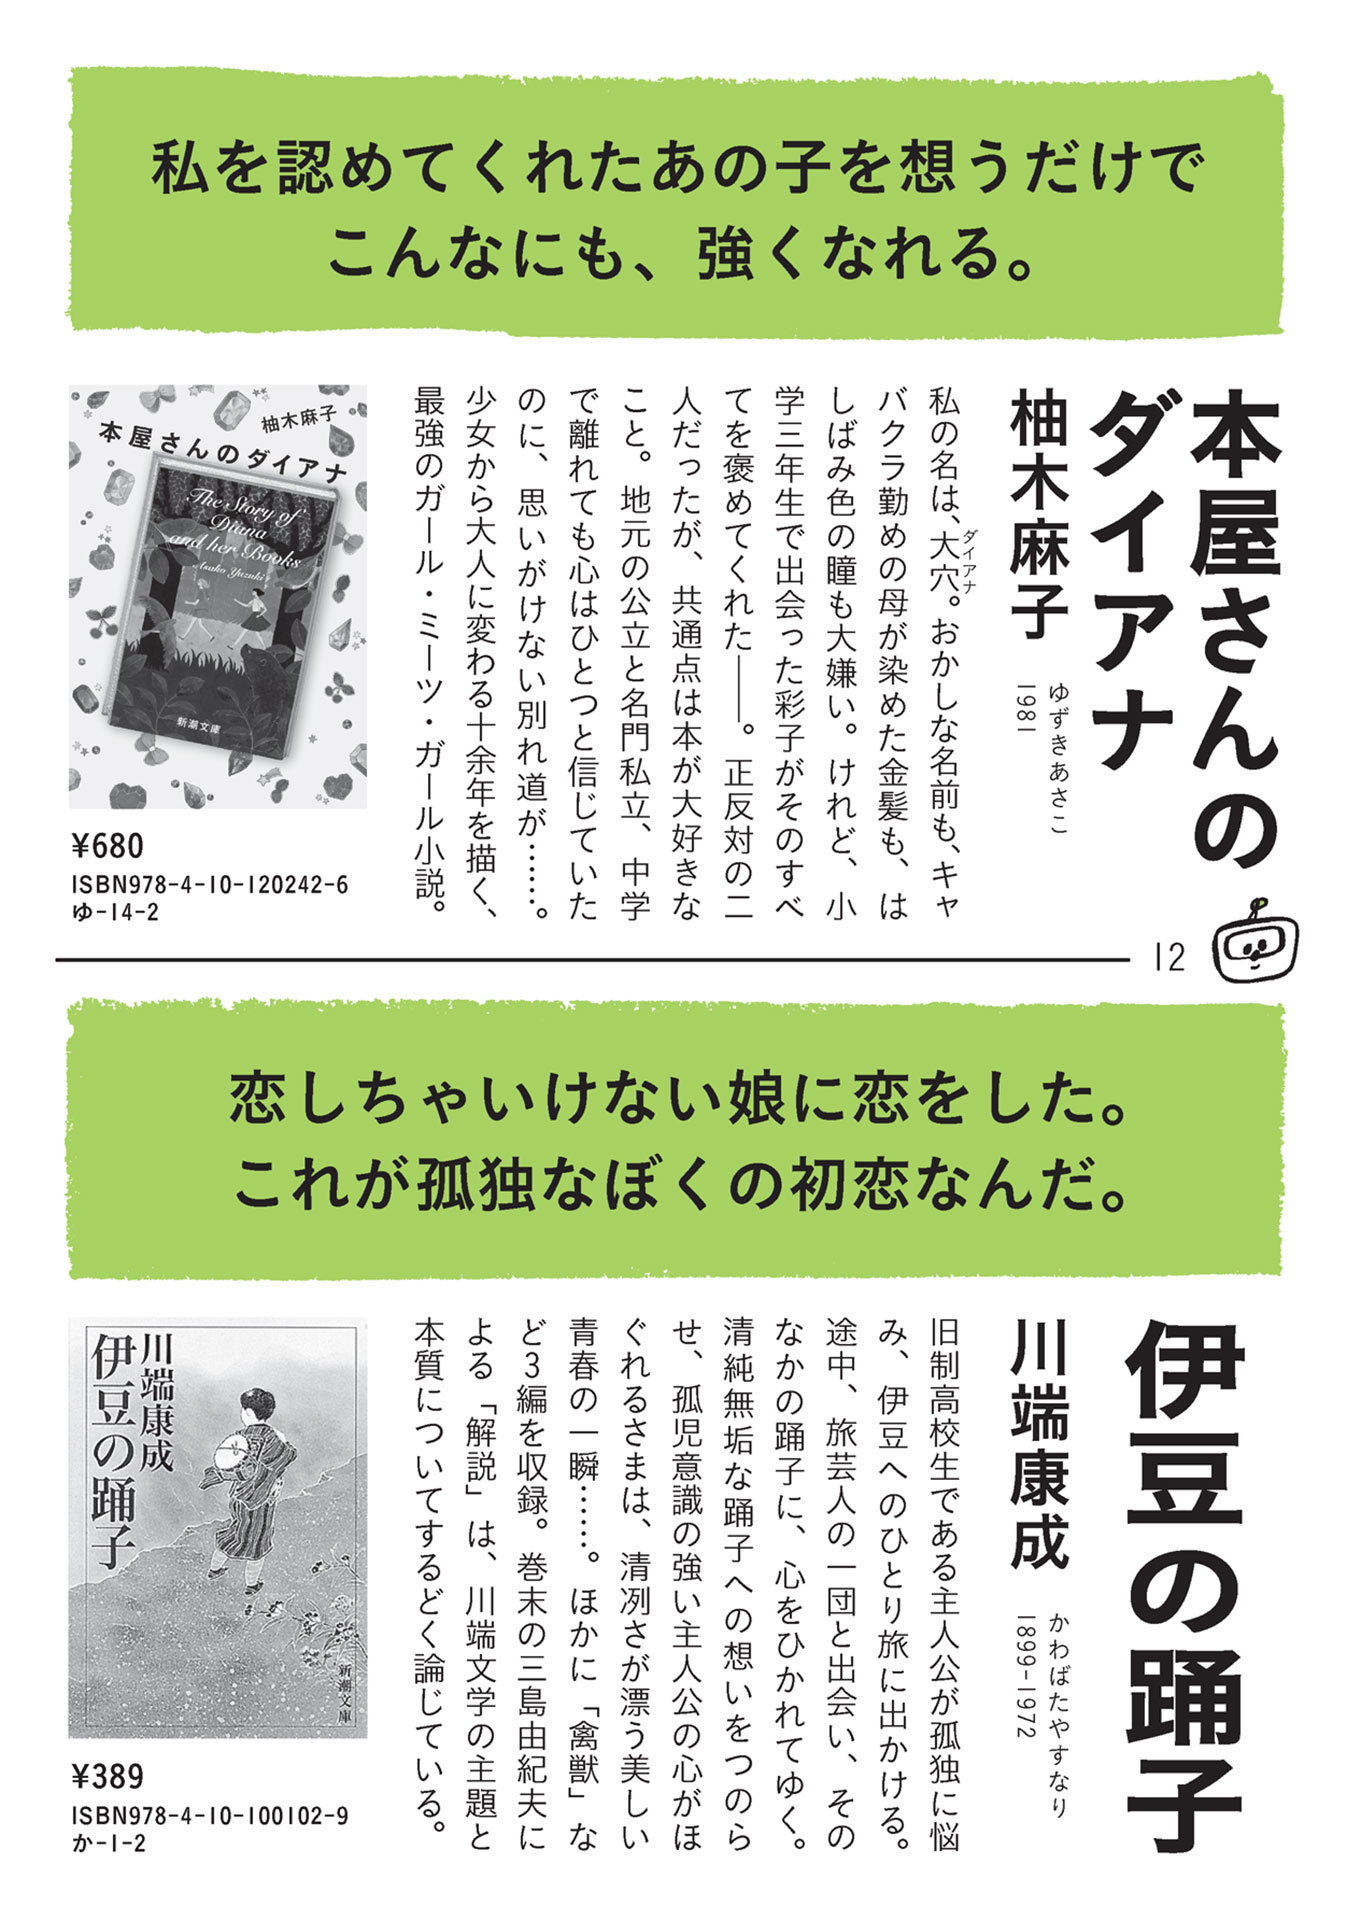 私を認めてくれたあの子を想うだけで
こんなにも、強くなれる。
本屋さんの
ダイアナ
柚木麻子
ゆずきあさこ
1981
私の名は、大穴。おかしな名前も、キャ
ダイアナ
バクラ勤めの母が染めた金髪も、は
しばみ色の瞳も大嫌い。けれど、小
学三年生で出会った彩子がそのすべ
てを褒めてくれた――。正反対の二
人だったが、共通点は本が大好きな
こと。地元の公立と名門私立、中学
で離れても心はひとつと信じていた
のに、思いがけない別れ道が……。
少女から大人に変わる十余年を描く、
最強のガール・ミーツ・ガール小説。
柚木麻子
本屋さんのダイアナ
The Story of
Diana
and her Books
Asako Yuzuki
新潮文庫
¥680
ISBN978-4-10-120242-6
ゆ-14-2
12
恋しちゃいけない娘に恋をした。
これが孤独なぼくの初恋なんだ。
伊豆の踊子
川端康成
かわばたやすなり
1899-1972
旧制高校生である主人公が孤独に悩
み、伊豆へのひとり旅に出かける。
途中、旅芸人の一団と出会い、その
なかの踊子に、心をひかれてゆく。
清純無垢な踊子への想いをつのら
せ、孤児意識の強い主人公の心がほ
ぐれるさまは、清冽さが漂う美しい
青春の一瞬……。ほかに「禽獣」な
ど3編を収録。巻末の三島由紀夫に
よる「解説」は、川端文学の主題と
本質についてするどく論じている。
川端康成
伊豆の踊子
新潮文庫
¥389
ISBN978-4-10-100102-9
か-1-2